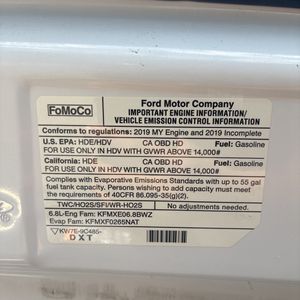 FoMoCo
Ford Motor Company
IMPORTANT ENGINE INFORMATION/
VEHICLE EMISSION CONTROL INFORMATION
Conforms to regulations: 2019 MY Engine and 2019 Incomplete
U.S. EPA: HDE/HDV CA OBD HD Fuel: Gasoline
FOR USE ONLY IN HDV WITH GVWR ABOVE 14,000#
California: HDE CA OBD HD Fuel: Gasoline
FOR USE ONLY IN HDV WITH GVWR ABOVE 14,000#
Complies with Evaporative Emissions Standards with up to 55 gal
fuel tank capacity. Persons wishing to add tank capacity must meet
the requirements of 40CFR 86.095-35(g)(2).
TWC/HO2S/SFI/WR-HO2S No adjustments needed.
6.8L-Eng Fam: KFMXE06.8BWZ
Evap Fam: KFMXF0265NAT
KW7E-9C485-
DXT